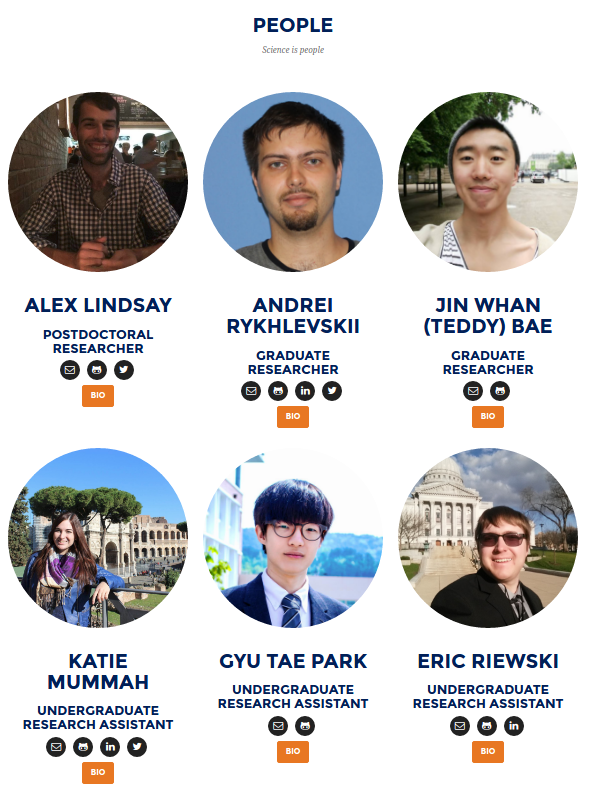 PEOPLE
Science is people
ALEX LINDSAY
POSTDOCTORAL
RESEARCHER
BIO
ANDREI
RYKHLEVSKII
GRADUATE
RESEARCHER
BIO
JIN WHAN
(TEDDY) BAE
GRADUATE
RESEARCHER
BIO
KATIE
MUMMAH
UNDERGRADUATE
RESEARCH ASSISTANT
BIO
GYU TAE PARK
UNDERGRADUATE
RESEARCH ASSISTANT
BIO
ERIC RIEWSKI
UNDERGRADUATE
RESEARCH ASSISTANT
BIO